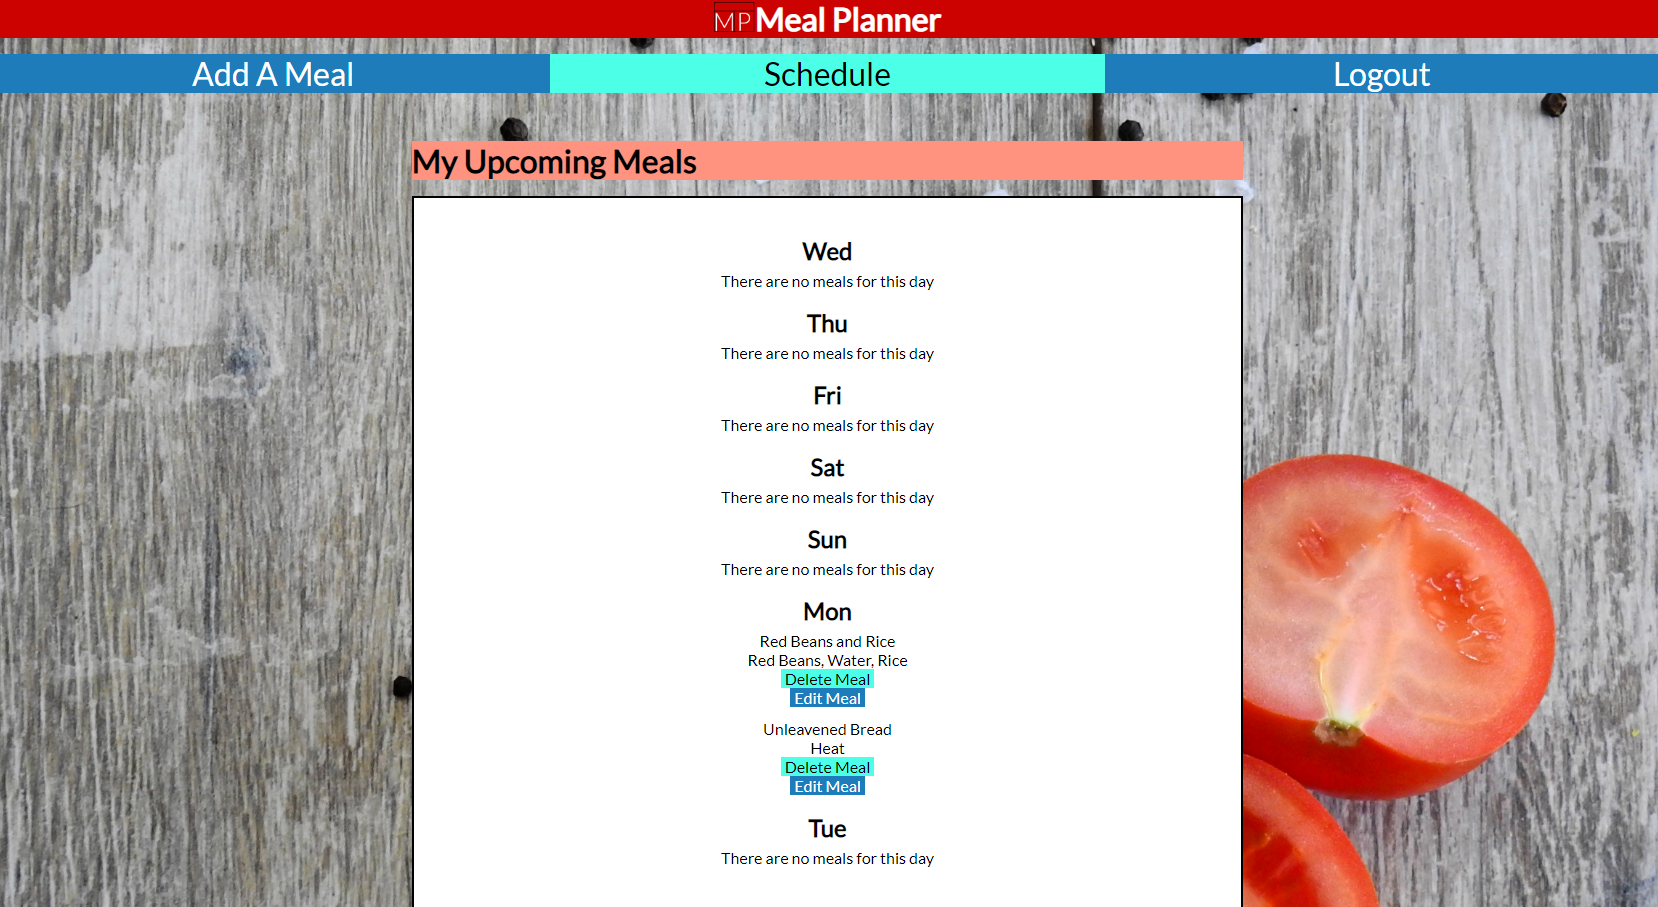 MP Meal Planner
Add A Meal Schedule Logout
My Upcoming Meals
Wed
There are no meals for this day
Thu
There are no meals for this day
Fri
There are no meals for this day
Sat
There are no meals for this day
Sun
There are no meals for this day
Mon
Red Beans and Rice
Red Beans, Water, Rice
Delete Meal
Edit Meal
Unleavened Bread
Heat
Delete Meal
Edit Meal
Tue
There are no meals for this day